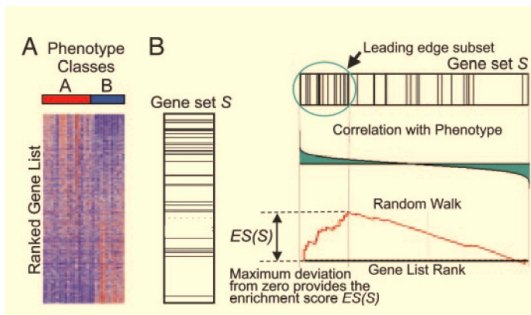 A
Phenotype
Classes
A
B
Ranked Gene List
B
Gene set S
Leading edge subset
Gene set S
Correlation with Phenotype
Random Walk
ES(S)
Gene List Rank
Maximum deviation
from zero provides the
enrichment score ES(S)